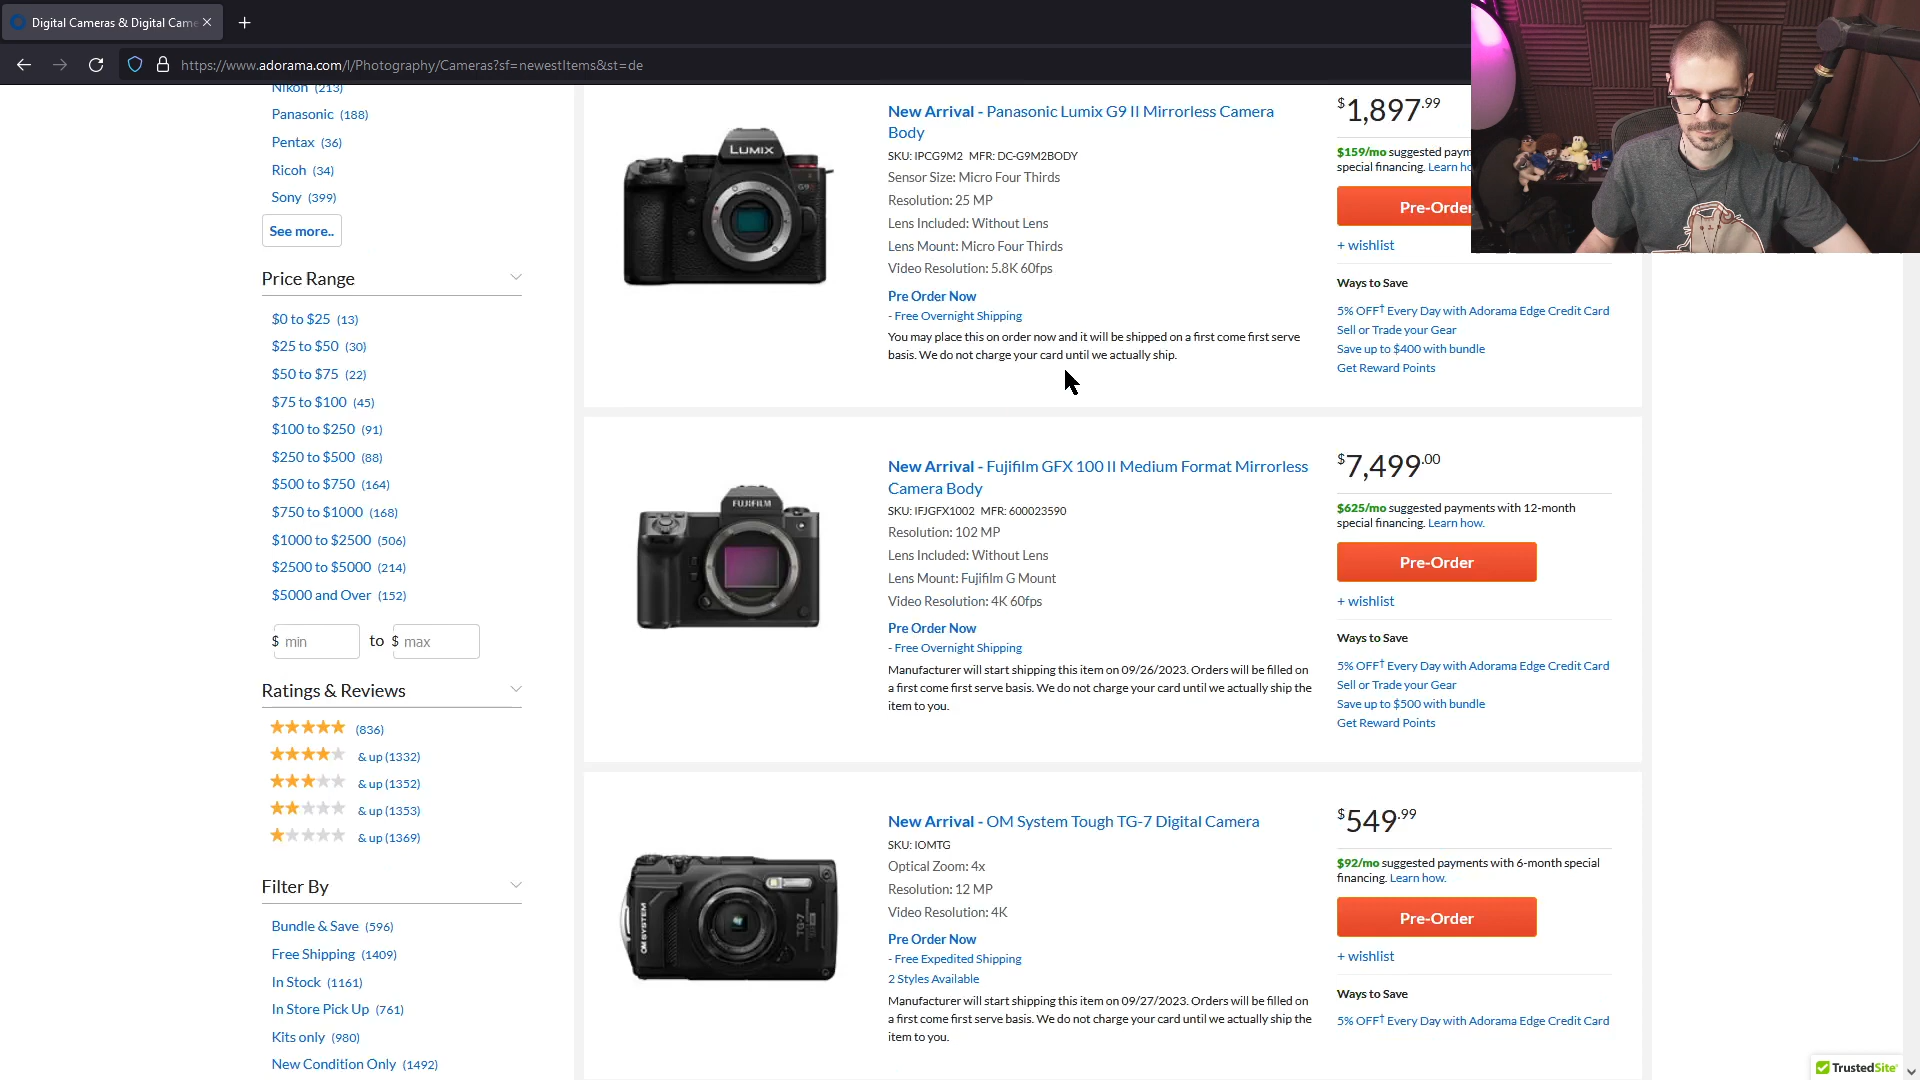 Digital Cameras & Digital Came
https://www.adorama.com/l/Photography/Cameras?sf=newestItems&st=de
Nikon (213)
Panasonic (188)
Pentax (36)
Ricoh (34)
Sony (399)
See more..
Price Range
$0 to $25 (13)
$25 to $50 (30)
$50 to $75 (22)
$75 to $100 (45)
$100 to $250 (91)
$250 to $500 (88)
$500 to $750 (164)
$750 to $1000 (168)
$1000 to $2500 (506)
$2500 to $5000 (214)
$5000 and Over (152)
$ min to $ max
Ratings & Reviews
(836)
& up (1332)
& up (1352)
& up (1353)
& up (1369)
Filter By
Bundle & Save (596)
Free Shipping (1409)
In Stock (1161)
In Store Pick Up (761)
Kits only (980)
New Condition Only (1492)
LUMIX
G9
New Arrival - Panasonic Lumix G9 II Mirrorless Camera
Body
SKU: IPCG9M2 MFR: DC-G9M2BODY
Sensor Size: Micro Four Thirds
Resolution: 25 MP
Lens Included: Without Lens
Lens Mount: Micro Four Thirds
Video Resolution: 5.8K 60fps
Pre Order Now
- Free Overnight Shipping
You may place this on order now and it will be shipped on a first come first serve
basis. We do not charge your card until we actually ship.
$1,897.99
$159/mo suggested paym
special financing. Learn ho
Pre-Order
+ wishlist
Ways to Save
5% OFF† Every Day with Adorama Edge Credit Card
Sell or Trade your Gear
Save up to $400 with bundle
Get Reward Points
FUJIFILM
New Arrival - Fujifilm GFX 100 II Medium Format Mirrorless
Camera Body
SKU: IFJGFX1002 MFR: 600023590
Resolution: 102 MP
Lens Included: Without Lens
Lens Mount: Fujifilm G Mount
Video Resolution: 4K 60fps
Pre Order Now
- Free Overnight Shipping
Manufacturer will start shipping this item on 09/26/2023. Orders will be filled on
a first come first serve basis. We do not charge your card until we actually ship the
item to you.
$7,499.00
$625/mo suggested payments with 12-month
special financing. Learn how.
Pre-Order
+ wishlist
Ways to Save
5% OFF† Every Day with Adorama Edge Credit Card
Sell or Trade your Gear
Save up to $500 with bundle
Get Reward Points
OM SYSTEM
TG-7
New Arrival - OM System Tough TG-7 Digital Camera
SKU: IOMTG
Optical Zoom: 4x
Resolution: 12 MP
Video Resolution: 4K
Pre Order Now
- Free Expedited Shipping
2 Styles Available
Manufacturer will start shipping this item on 09/27/2023. Orders will be filled on
a first come first serve basis. We do not charge your card until we actually ship the
item to you.
$549.99
$92/mo suggested payments with 6-month special
financing. Learn how.
Pre-Order
+ wishlist
Ways to Save
5% OFF† Every Day with Adorama Edge Credit Card
TrustedSite